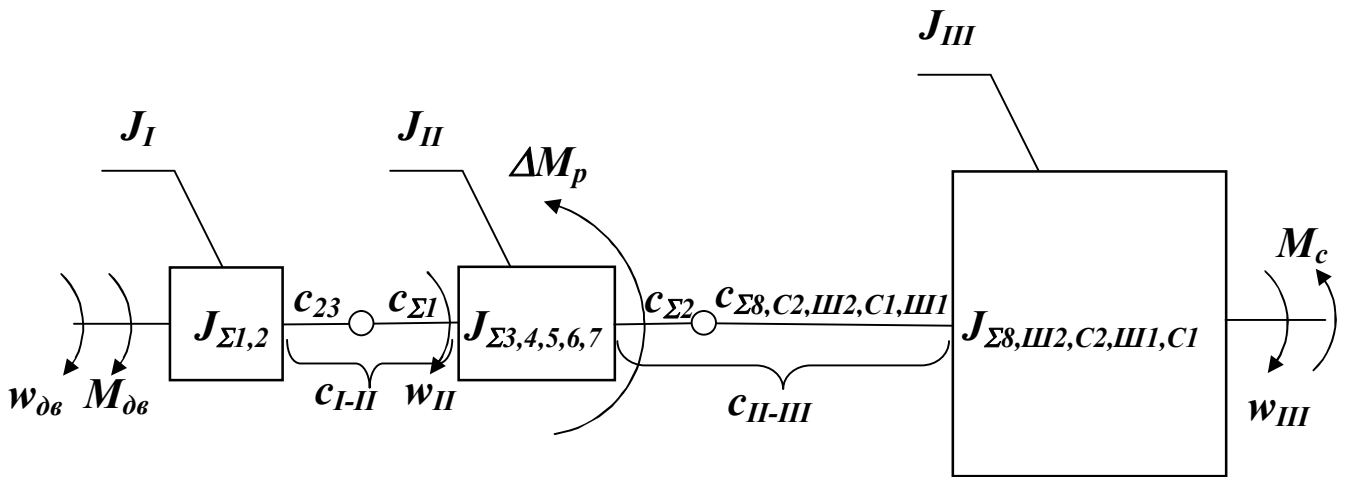 J_III
J_I
J_II
ΔM_p
M_c
c_23
c_Σ1
c_Σ2
c_Σ8,C2,Ш2,C1,Ш1
J_Σ1,2
J_Σ3,4,5,6,7
J_Σ8,Ш2,C2,Ш1,C1
w_дв
M_дв
c_I-II
w_II
c_II-III
w_III